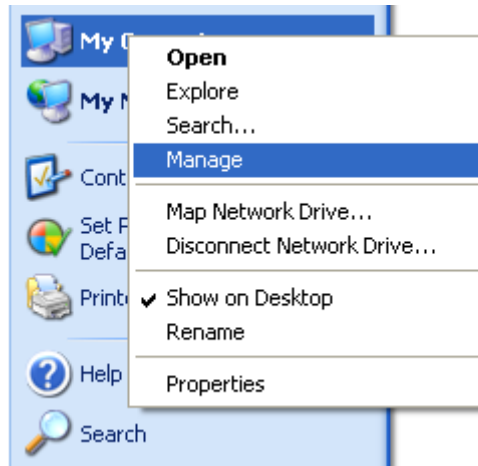 My
Open
Explore
My
Search...
Manage
Cont
Map Network Drive...
Set P
Defa
Disconnect Network Drive...
Print
Show on Desktop
Rename
Help
Properties
Search